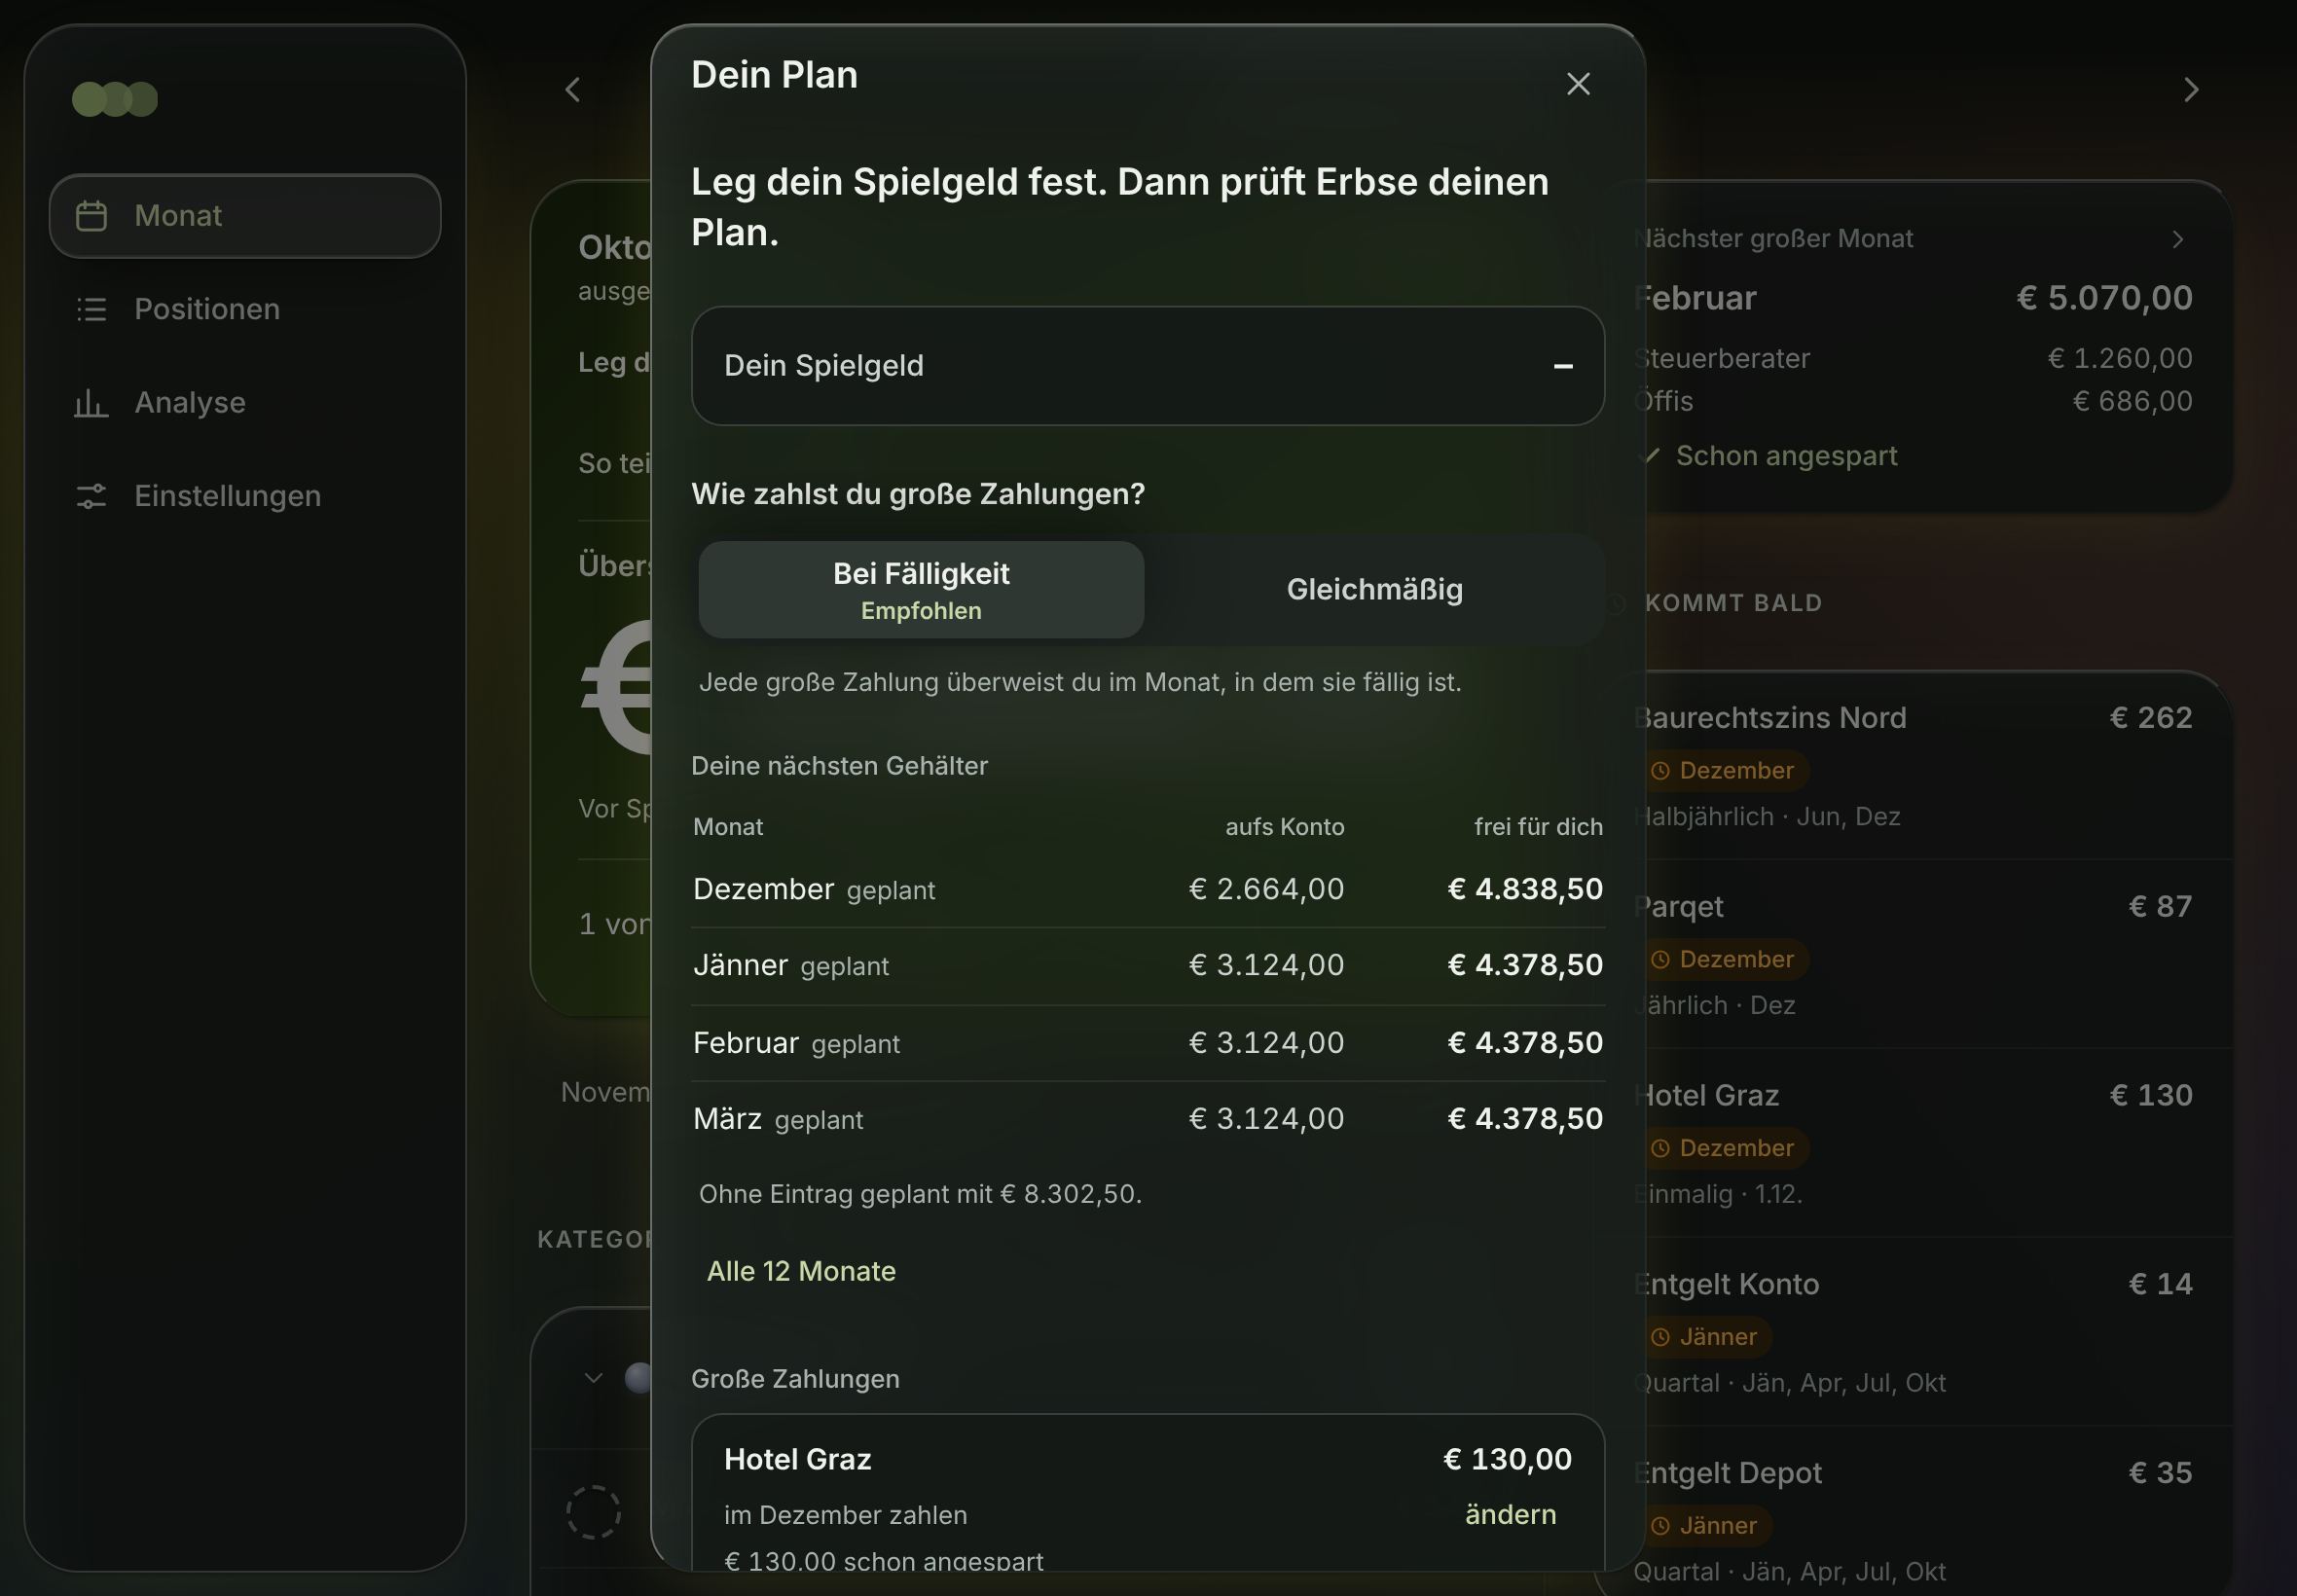 Monat
Positionen
Analyse
Einstellungen
Okto
ausge
Leg d
So tei
Übers
€
Vor Sp
1 von
Novem
KATEGOR
Dein Plan
Leg dein Spielgeld fest. Dann prüft Erbse deinen
Plan.
Dein Spielgeld –
Wie zahlst du große Zahlungen?
Bei Fälligkeit
Empfohlen
Gleichmäßig
Jede große Zahlung überweist du im Monat, in dem sie fällig ist.
Deine nächsten Gehälter
Monat aufs Konto frei für dich
Dezember geplant € 2.664,00 € 4.838,50
Jänner geplant € 3.124,00 € 4.378,50
Februar geplant € 3.124,00 € 4.378,50
März geplant € 3.124,00 € 4.378,50
Ohne Eintrag geplant mit € 8.302,50.
Alle 12 Monate
Große Zahlungen
Hotel Graz € 130,00
im Dezember zahlen ändern
€ 130,00 schon angespart
Nächster großer Monat
Februar € 5.070,00
Steuerberater € 1.260,00
Öffis € 686,00
Schon angespart
KOMMT BALD
Baurechtszins Nord € 262
Dezember
Halbjährlich · Jun, Dez
Parqet € 87
Dezember
Jährlich · Dez
Hotel Graz € 130
Dezember
Einmalig · 1.12.
Entgelt Konto € 14
Jänner
Quartal · Jän, Apr, Jul, Okt
Entgelt Depot € 35
Jänner
Quartal · Jän, Apr, Jul, Okt